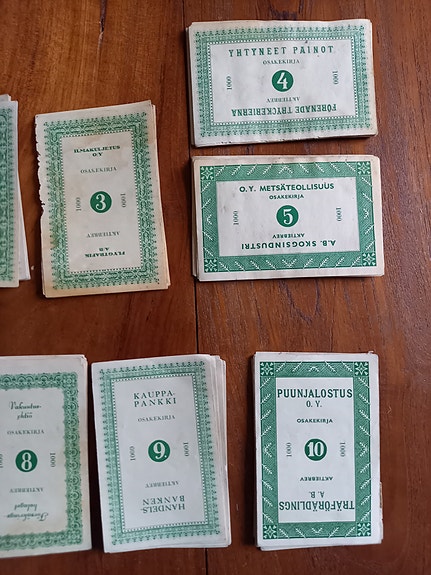 YHTYNEET PAINOT
OSAKEKIRJA
1000
4
1000
AKTIEBREV
FÖRENADE TRYCKERIERNA
ILMAKULJETUS
O.Y
OSAKEKIRJA
1000
3
1000
AKTIEBREV
FLYGTRAFIK
A.B
O.Y. METSÄTEOLLISUUS
OSAKEKIRJA
1000
5
1000
AKTIEBREV
A.B. SKOGSINDUSTRI
Vakuutus-
OSAKEKIRJA
8
1000
AKTIEBREV
KAUPPA-
PANKKI
OSAKEKIRJA
1000
9
1000
AKTIEBREV
HANDELS-
BANKEN
PUUNJALOSTUS
O. Y.
OSAKEKIRJA
1000
10
1000
AKTIEBREV
A. B.
TRÄFÖRÄDLINGS